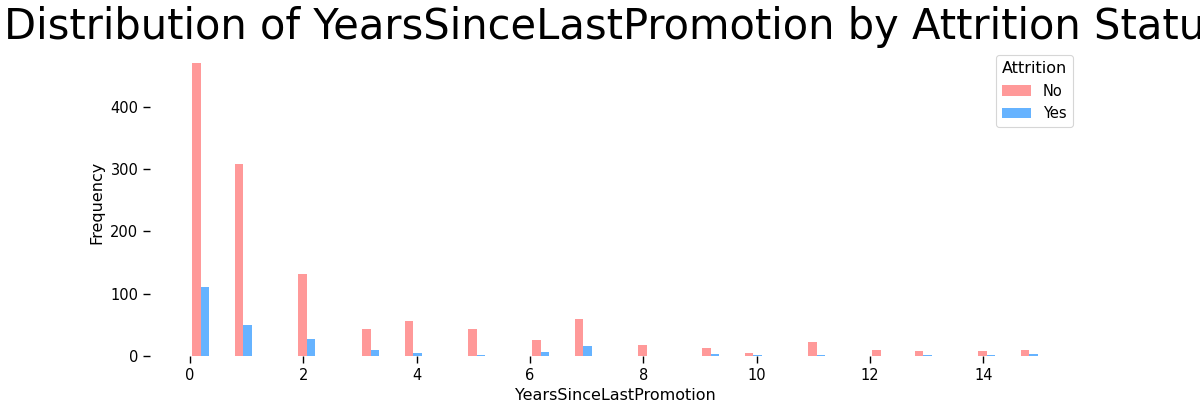 Distribution of YearsSinceLastPromotion by Attrition Statu
Attrition
No
Yes
400
300
200
100
0
Frequency
0 2 4 6 8 10 12 14
YearsSinceLastPromotion